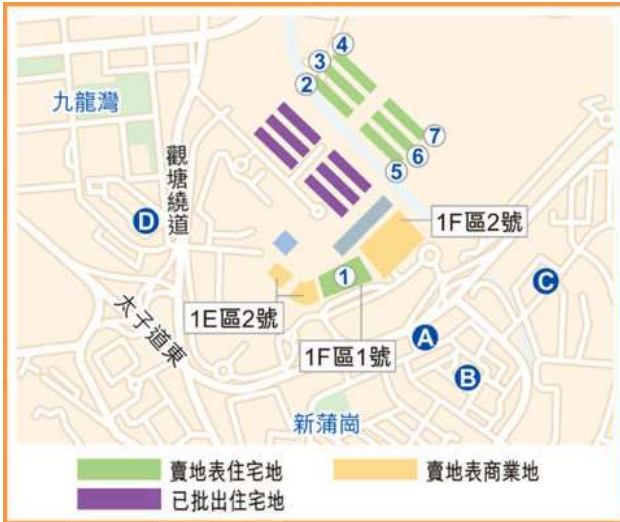 ④
③
②
九龍灣
⑦
⑥
⑤
觀塘繞道
D
1F區2號
①
C
1E區2號
太子道東
A
1F區1號
B
新蒲崗
賣地表住宅地
賣地表商業地
已批出住宅地